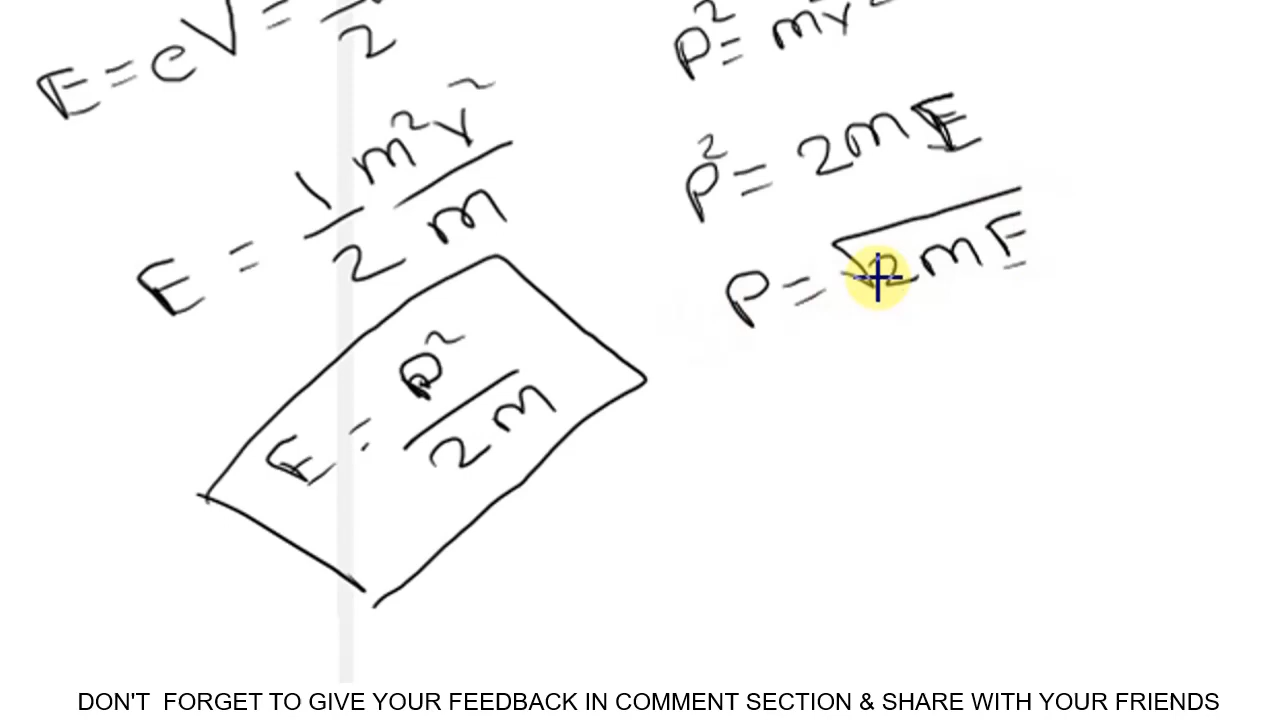 E = eV =
2
E = 1/2 m²v²/m
E = p²/2m
p² = m²v²
p² = 2mE
p = √2mE
DON'T FORGET TO GIVE YOUR FEEDBACK IN COMMENT SECTION & SHARE WITH YOUR FRIENDS